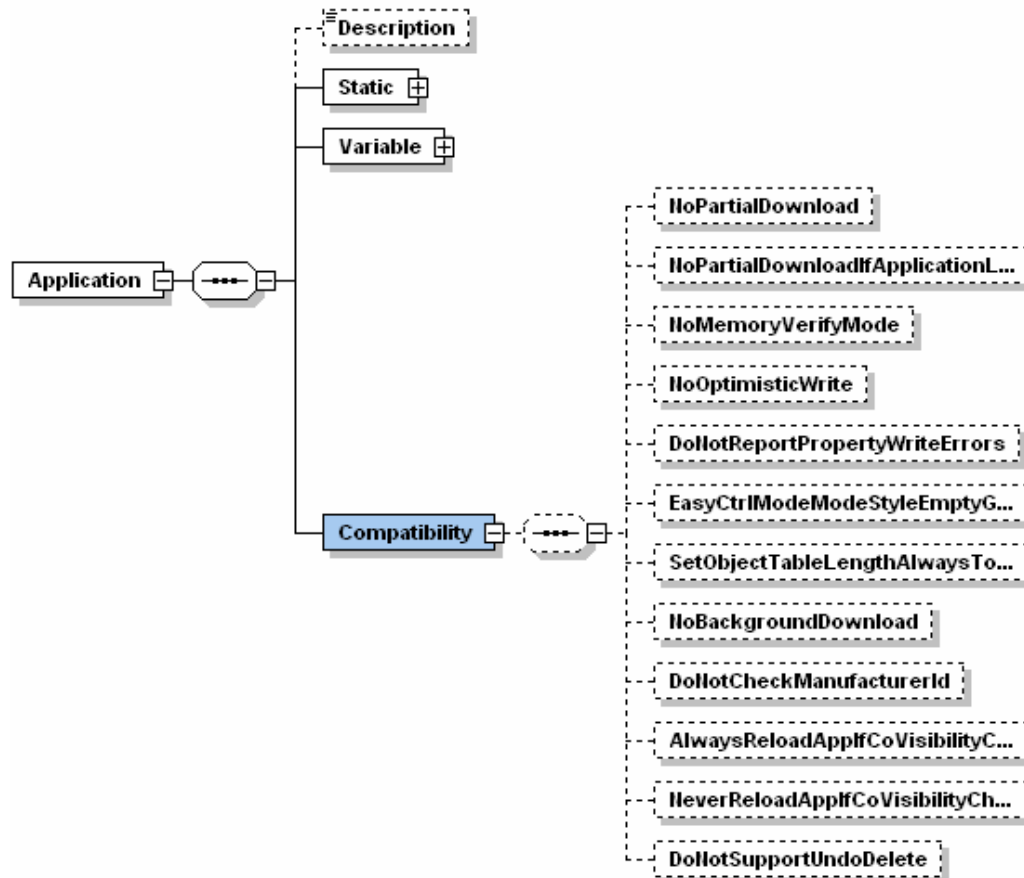 Description
Static
Variable
Application
Compatibility
NoPartialDownload
NoPartialDownloadIfApplicationL...
NoMemoryVerifyMode
NoOptimisticWrite
DoNotReportPropertyWriteErrors
EasyCtrlModeModeStyleEmptyG...
SetObjectTableLengthAlwaysTo...
NoBackgroundDownload
DoNotCheckManufacturerId
AlwaysReloadAppIfCoVisibilityC...
NeverReloadAppIfCoVisibilityCh...
DoNotSupportUndoDelete